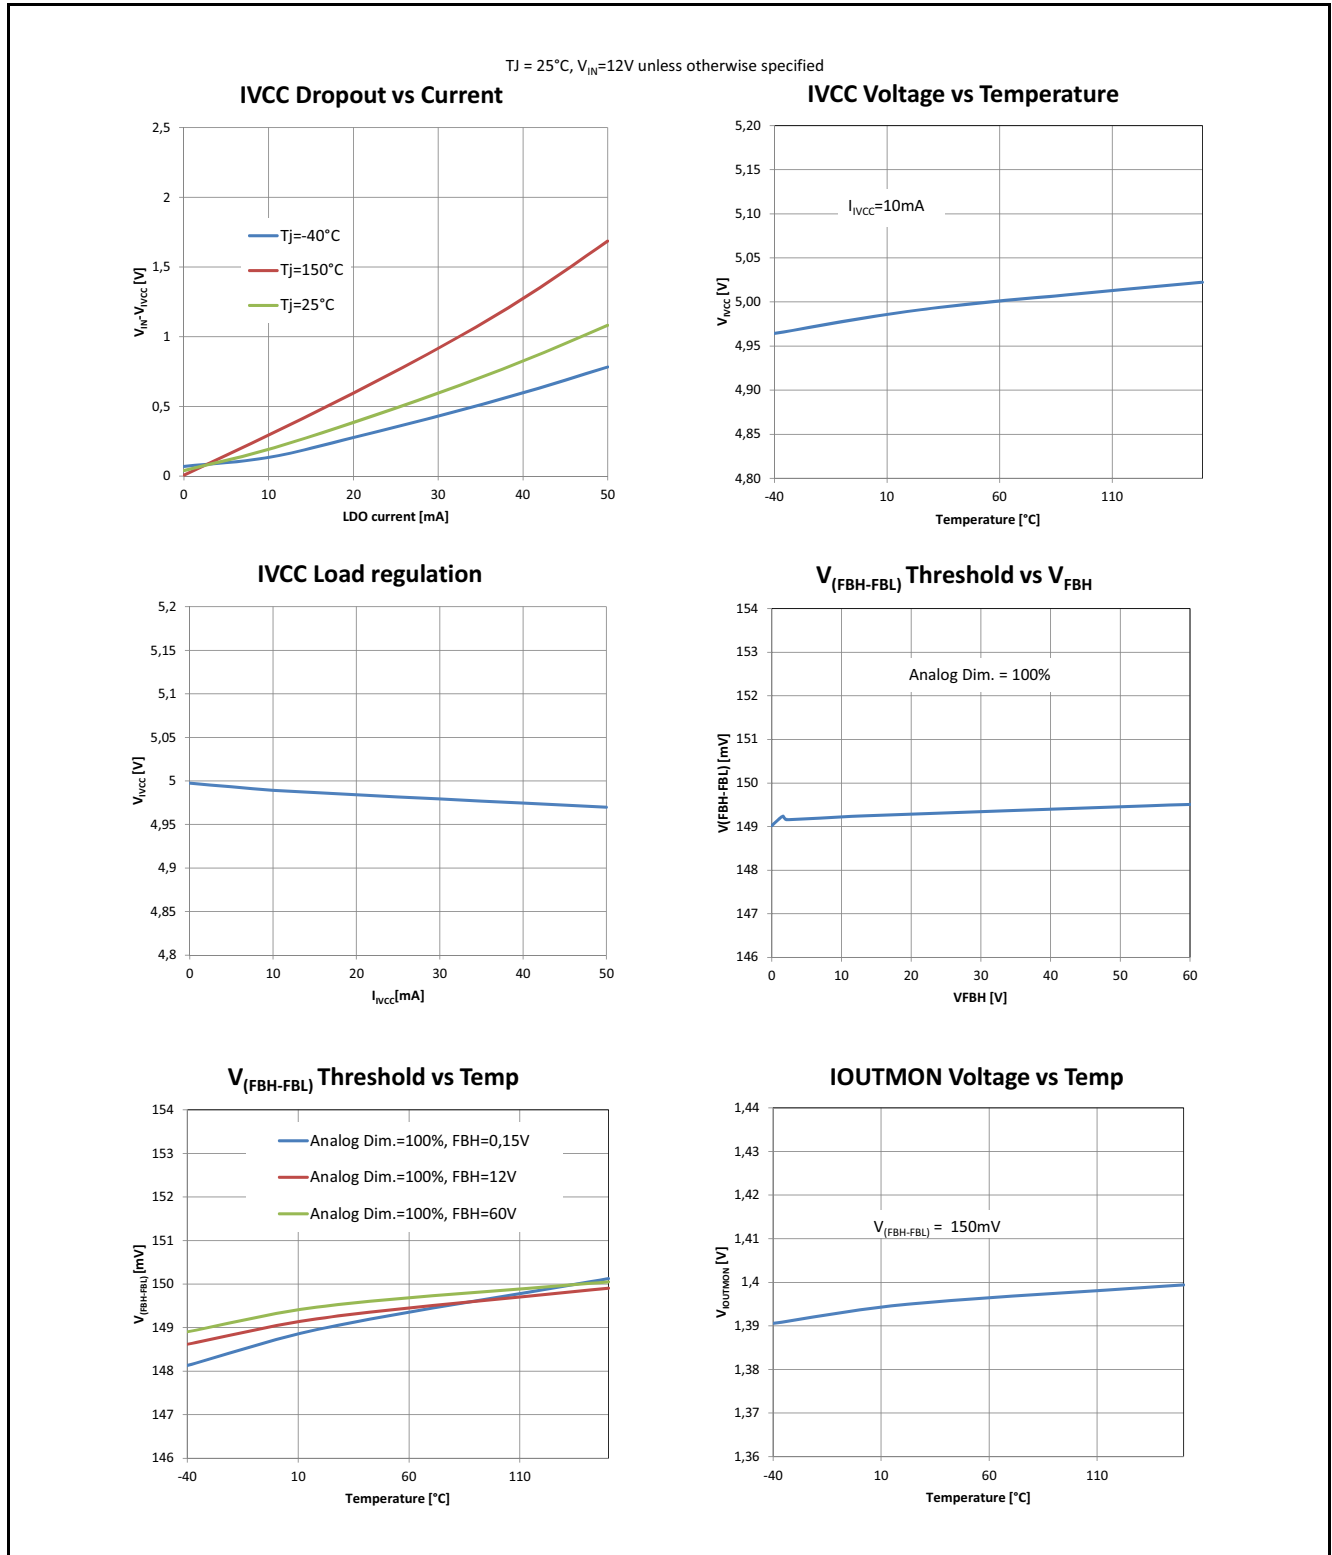 TJ = 25°C, VIN=12V unless otherwise specified
IVCC Dropout vs Current
2,5
2
1,5
1
0,5
0
VIN-VIVCC [V]
Tj=-40°C
Tj=150°C
Tj=25°C
0 10 20 30 40 50
LDO current [mA]
IVCC Voltage vs Temperature
5,20
5,15
5,10
5,05
5,00
4,95
4,90
4,85
4,80
VIVCC [V]
IIVCC=10mA
-40 10 60 110
Temperature [°C]
IVCC Load regulation
5,2
5,15
5,1
5,05
5
4,95
4,9
4,85
4,8
VIVCC [V]
0 10 20 30 40 50
IIVCC[mA]
V(FBH-FBL) Threshold vs VFBH
154
153
152
151
150
149
148
147
146
V(FBH-FBL) [mV]
Analog Dim. = 100%
0 10 20 30 40 50 60
VFBH [V]
V(FBH-FBL) Threshold vs Temp
154
153
152
151
150
149
148
147
146
V(FBH-FBL) [mV]
Analog Dim.=100%, FBH=0,15V
Analog Dim.=100%, FBH=12V
Analog Dim.=100%, FBH=60V
-40 10 60 110
Temperature [°C]
IOUTMON Voltage vs Temp
1,44
1,43
1,42
1,41
1,4
1,39
1,38
1,37
1,36
VIOUTMON [V]
V(FBH-FBL) = 150mV
-40 10 60 110
Temperature [°C]